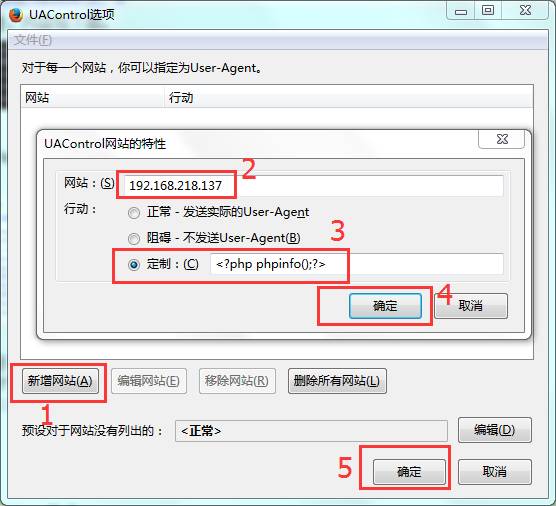 UAControl选项
文件(F)
对于每一个网站，你可以指定为User-Agent。
网站 行动
UAControl网站的特性
2
网站：(S) 192.168.218.137
行动： 正常 - 发送实际的User-Agent
3
阻碍 - 不发送User-Agent(B)
定制：(C) <?php phpinfo();?>
确定 4 取消
新增网站(A) 编辑网站(E) 移除网站(R) 删除所有网站(L)
1
预设对于网站没有列出的： <正常> 编辑(D)
5 确定 取消